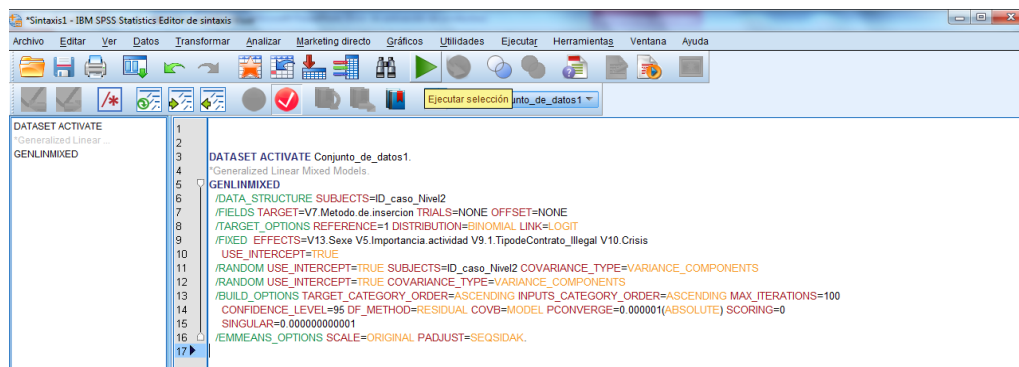 *Sintaxis1 - IBM SPSS Statistics Editor de sintaxis
Archivo Editar Ver Datos Transformar Analizar Marketing directo Gráficos Utilidades Ejecutar Herramientas Ventana Ayuda
Ejecutar selección unto_de_datos1
DATASET ACTIVATE
*Generalized Linear ...
GENLINMIXED
1
2
3 DATASET ACTIVATE Conjunto_de_datos1.
4 *Generalized Linear Mixed Models.
5 GENLINMIXED
6 /DATA_STRUCTURE SUBJECTS=ID_caso_Nivel2
7 /FIELDS TARGET=V7.Metodo.de.insercion TRIALS=NONE OFFSET=NONE
8 /TARGET_OPTIONS REFERENCE=1 DISTRIBUTION=BINOMIAL LINK=LOGIT
9 /FIXED EFFECTS=V13.Sexe V5.Importancia.actividad V9.1.TipodeContrato_Illegal V10.Crisis
10 USE_INTERCEPT=TRUE
11 /RANDOM USE_INTERCEPT=TRUE SUBJECTS=ID_caso_Nivel2 COVARIANCE_TYPE=VARIANCE_COMPONENTS
12 /RANDOM USE_INTERCEPT=TRUE COVARIANCE_TYPE=VARIANCE_COMPONENTS
13 /BUILD_OPTIONS TARGET_CATEGORY_ORDER=ASCENDING INPUTS_CATEGORY_ORDER=ASCENDING MAX_ITERATIONS=100
14 CONFIDENCE_LEVEL=95 DF_METHOD=RESIDUAL COVB=MODEL PCONVERGE=0.000001(ABSOLUTE) SCORING=0
15 SINGULAR=0.000000000001
16 /EMMEANS_OPTIONS SCALE=ORIGINAL PADJUST=SEQSIDAK.
17